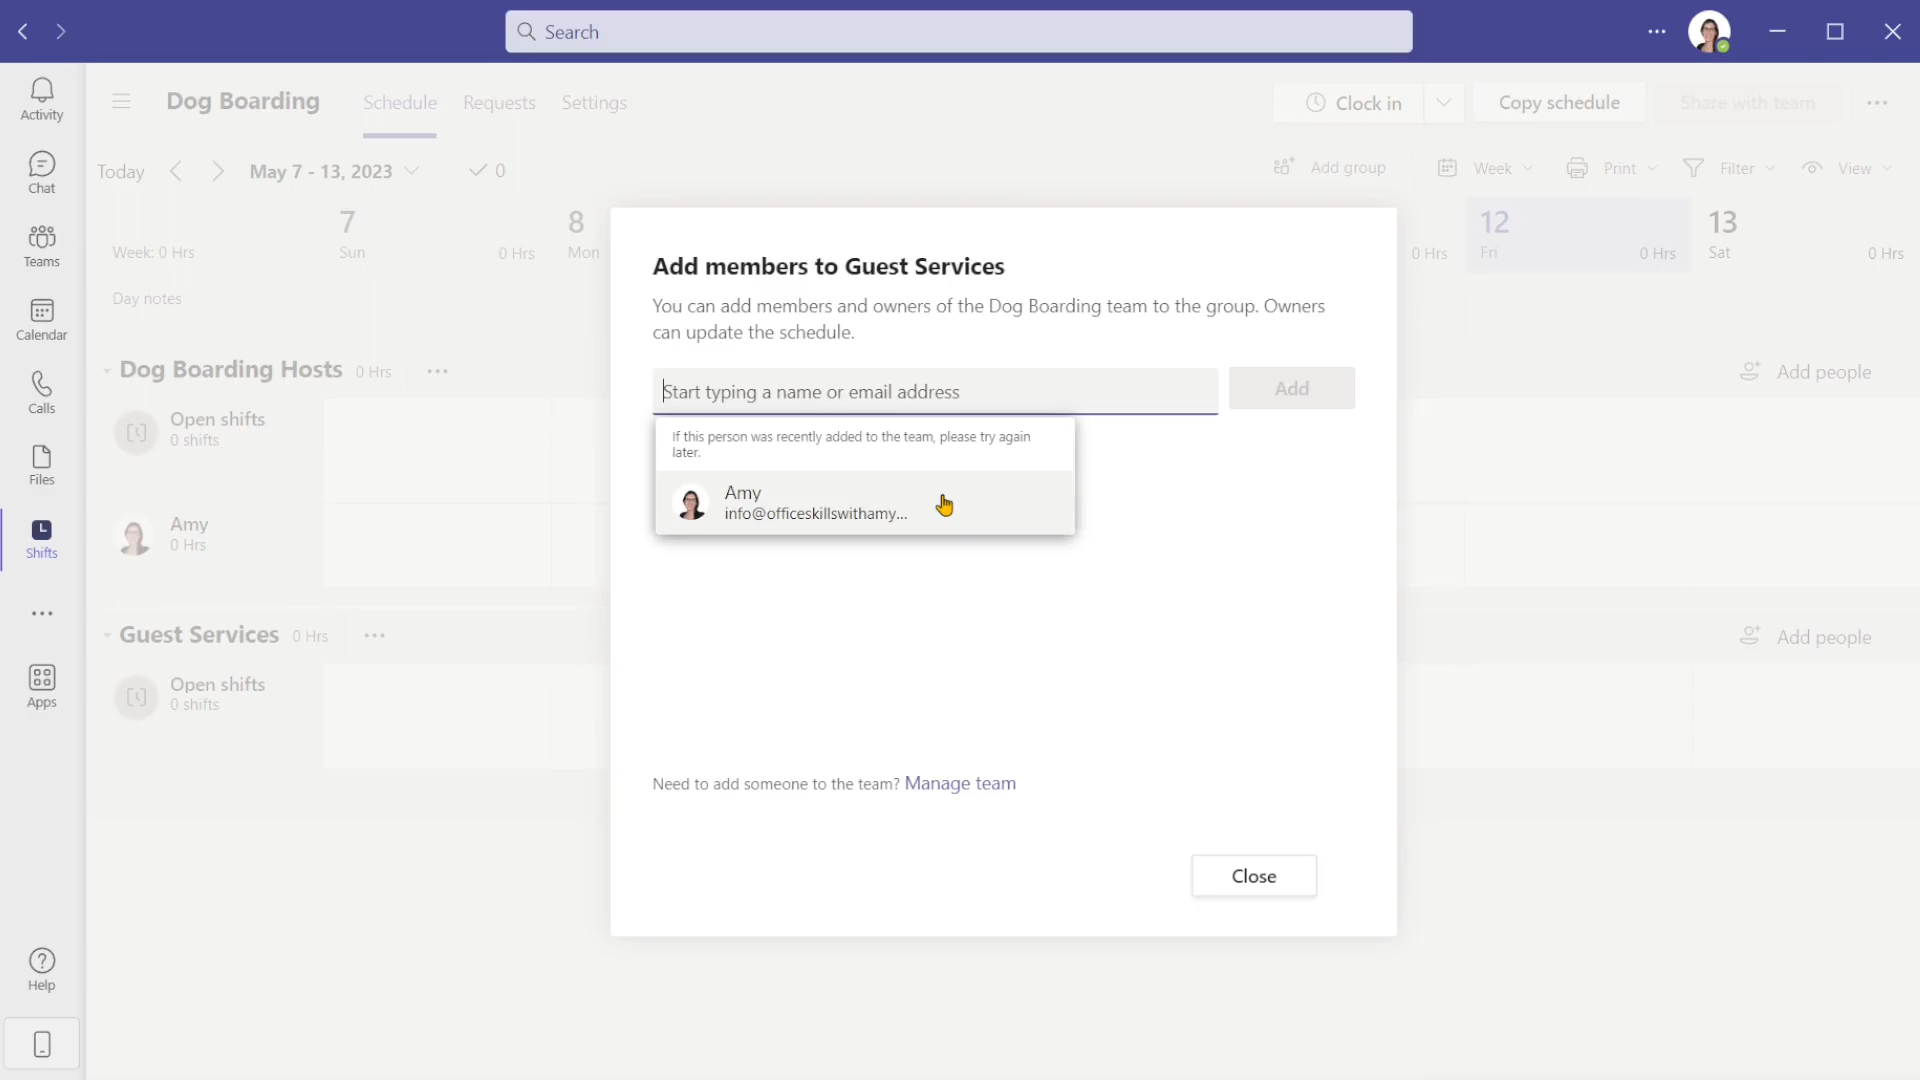 Search
Activity
Chat
Teams
Calendar
Calls
Files
Shifts
Apps
Help
Dog Boarding
Schedule
Requests
Settings
Clock in
Copy schedule
Share with team
Today
May 7 - 13, 2023
0
Add group
Week
Print
Filter
View
Week: 0 Hrs
7
Sun
0 Hrs
8
Mon
0 Hrs
12
Fri
0 Hrs
13
Sat
0 Hrs
Day notes
Dog Boarding Hosts 0 Hrs
Add people
Open shifts
0 shifts
Amy
0 Hrs
Guest Services 0 Hrs
Add people
Open shifts
0 shifts
Add members to Guest Services
You can add members and owners of the Dog Boarding team to the group. Owners
can update the schedule.
Start typing a name or email address
Add
If this person was recently added to the team, please try again
later.
Amy
info@officeskillswithamy...
Need to add someone to the team? Manage team
Close